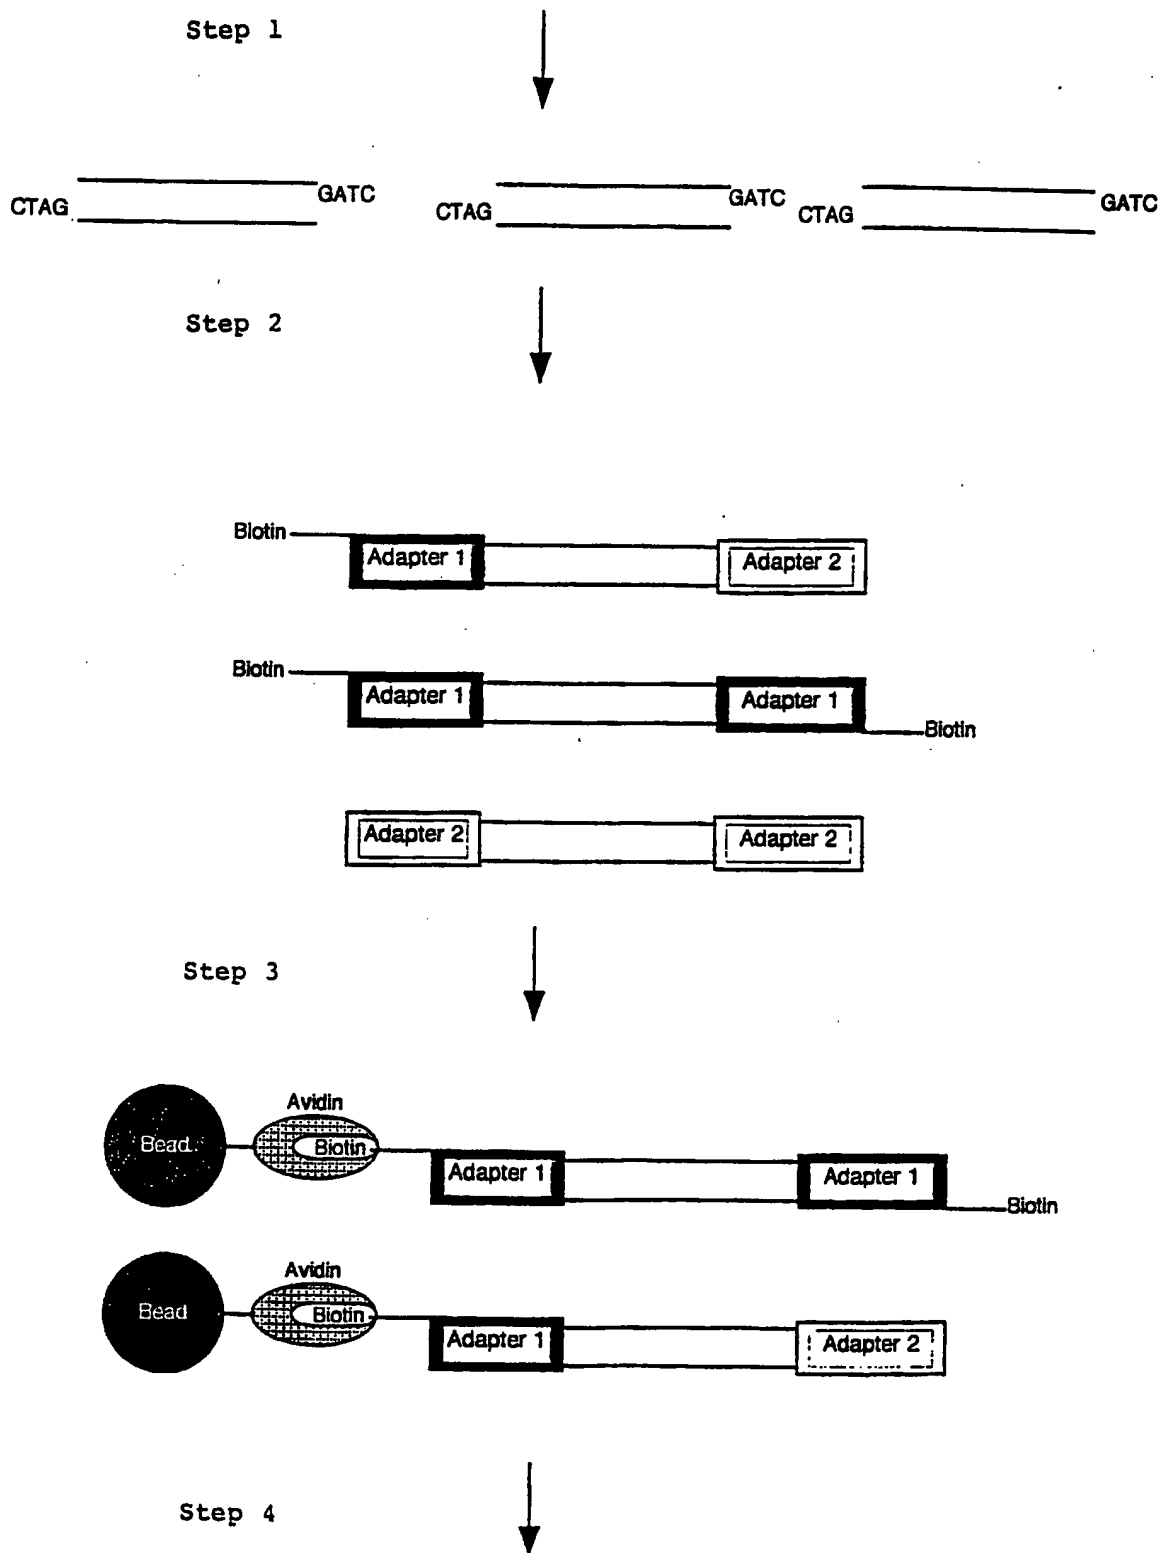 Step 1
CTAG GATC CTAG GATC CTAG GATC
Step 2
Biotin Adapter 1 Adapter 2
Biotin Adapter 1 Adapter 1 Biotin
Adapter 2 Adapter 2
Step 3
Avidin
Bead Biotin Adapter 1 Adapter 1 Biotin
Avidin
Bead Biotin Adapter 1 Adapter 2
Step 4